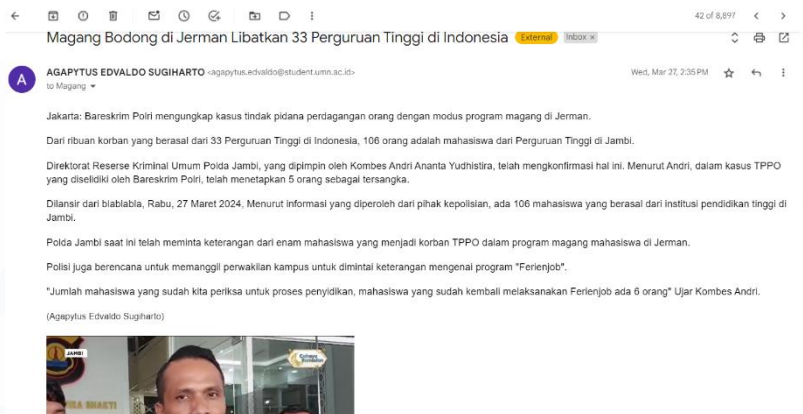 42 of 8,897
Magang Bodong di Jerman Libatkan 33 Perguruan Tinggi di Indonesia External Inbox ×
A
AGAPYTUS EDVALDO SUGIHARTO <agapytus.edvaldo@student.umn.ac.id> Wed, Mar 27, 2:35 PM
to Magang
Jakarta: Bareskrim Polri mengungkap kasus tindak pidana perdagangan orang dengan modus program magang di Jerman.
Dari ribuan korban yang berasal dari 33 Perguruan Tinggi di Indonesia, 106 orang adalah mahasiswa dari Perguruan Tinggi di Jambi.
Direktorat Reserse Kriminal Umum Polda Jambi, yang dipimpin oleh Kombes Andri Ananta Yudhistira, telah mengkonfirmasi hal ini. Menurut Andri, dalam kasus TPPO
yang diselidiki oleh Bareskrim Polri, telah menetapkan 5 orang sebagai tersangka.
Dilansir dari blablabla, Rabu, 27 Maret 2024, Menurut informasi yang diperoleh dari pihak kepolisian, ada 106 mahasiswa yang berasal dari institusi pendidikan tinggi di
Jambi.
Polda Jambi saat ini telah meminta keterangan dari enam mahasiswa yang menjadi korban TPPO dalam program magang mahasiswa di Jerman.
Polisi juga berencana untuk memanggil perwakilan kampus untuk dimintai keterangan mengenai program "Ferienjob".
"Jumlah mahasiswa yang sudah kita periksa untuk proses penyidikan, mahasiswa yang sudah kembali melaksanakan Ferienjob ada 6 orang" Ujar Kombes Andri.
(Agapytus Edvaldo Sugiharto)
JAMBI
BHAKTI